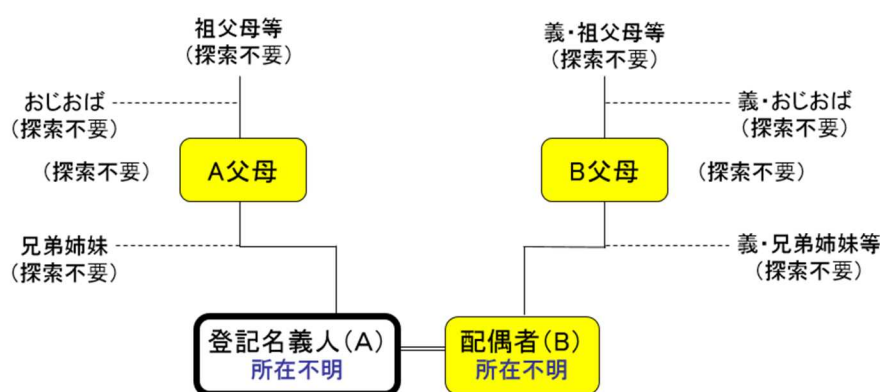 祖父母等
(探索不要)
義・祖父母等
(探索不要)
おじおば
(探索不要)
義・おじおば
(探索不要)
(探索不要)
A父母
B父母
(探索不要)
兄弟姉妹
(探索不要)
義・兄弟姉妹等
(探索不要)
登記名義人(A)
所在不明
配偶者(B)
所在不明